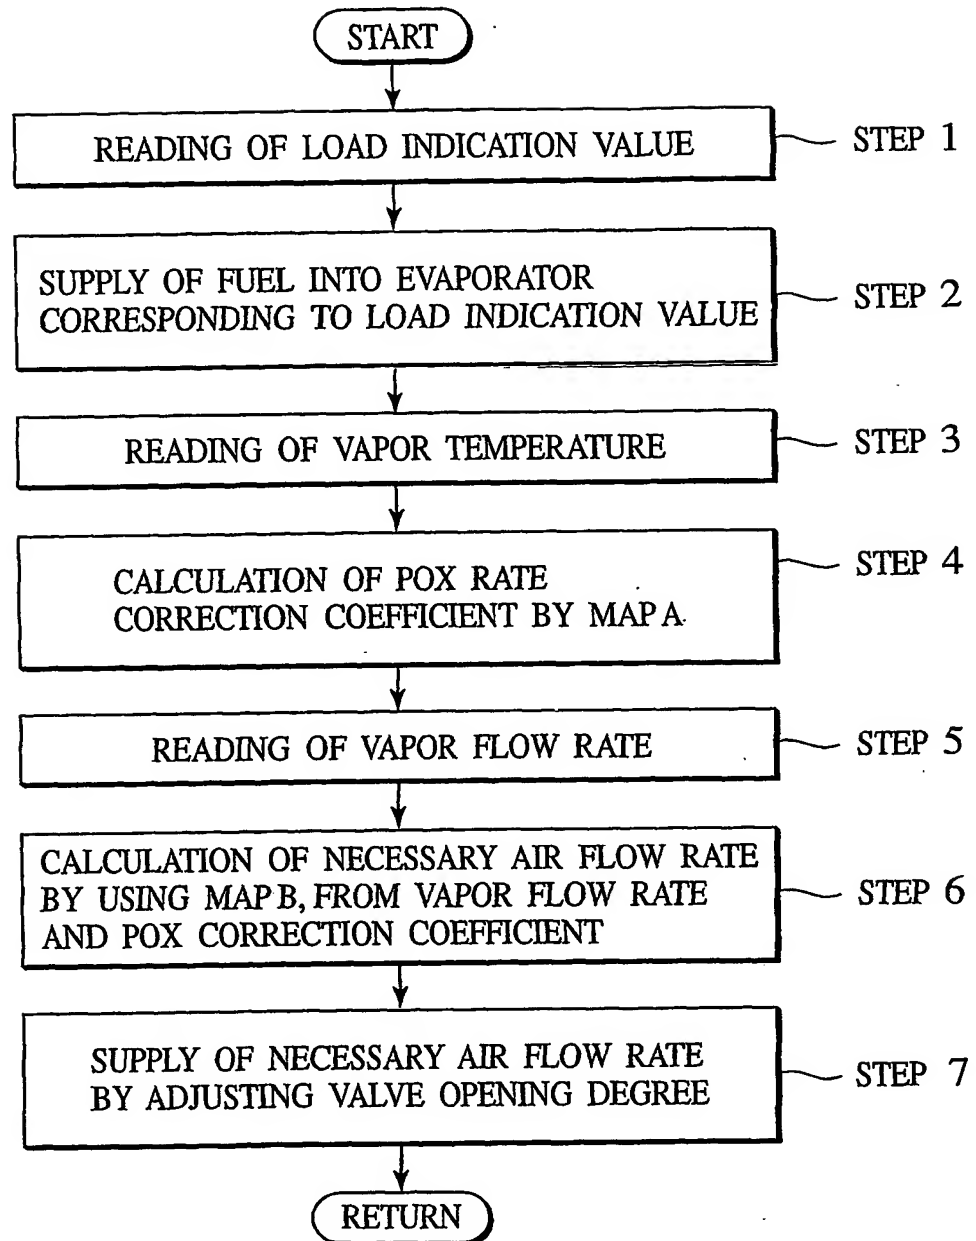 START
READING OF LOAD INDICATION VALUE
STEP 1
SUPPLY OF FUEL INTO EVAPORATOR
CORRESPONDING TO LOAD INDICATION VALUE
STEP 2
READING OF VAPOR TEMPERATURE
STEP 3
CALCULATION OF POX RATE
CORRECTION COEFFICIENT BY MAP A
STEP 4
READING OF VAPOR FLOW RATE
STEP 5
CALCULATION OF NECESSARY AIR FLOW RATE
BY USING MAP B, FROM VAPOR FLOW RATE
AND POX CORRECTION COEFFICIENT
STEP 6
SUPPLY OF NECESSARY AIR FLOW RATE
BY ADJUSTING VALVE OPENING DEGREE
STEP 7
RETURN